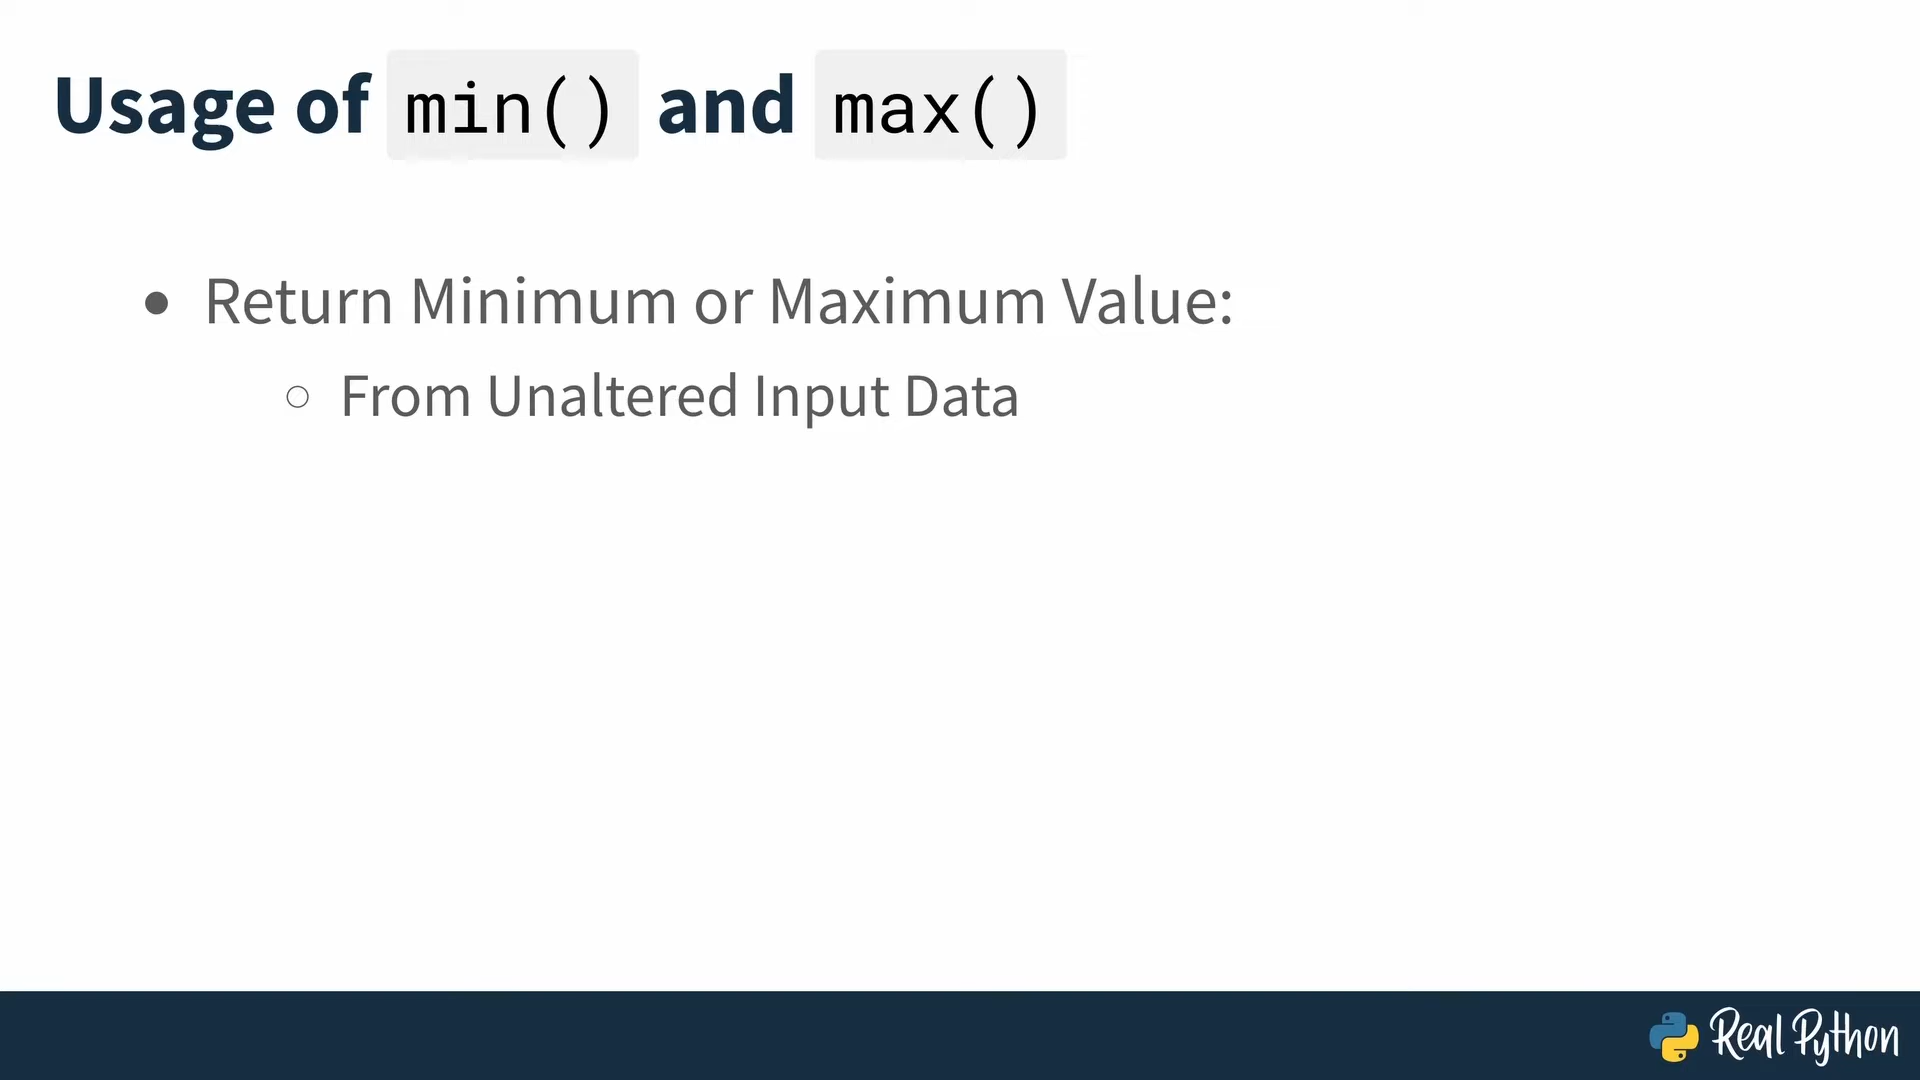 Usage of min() and max()
• Return Minimum or Maximum Value:
○ From Unaltered Input Data
Real Python